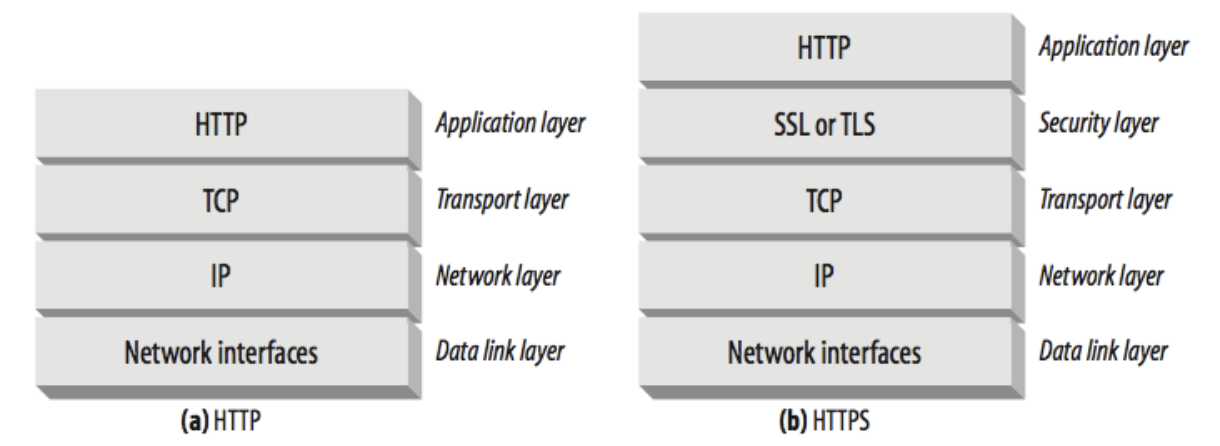 HTTP Application layer
TCP Transport layer
IP Network layer
Network interfaces Data link layer
(a) HTTP
HTTP Application layer
SSL or TLS Security layer
TCP Transport layer
IP Network layer
Network interfaces Data link layer
(b) HTTPS